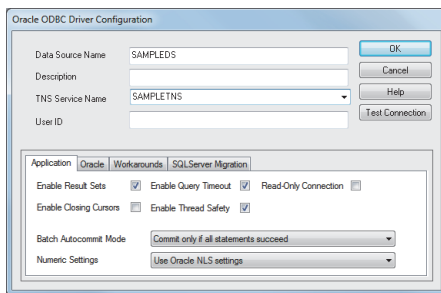 Oracle ODBC Driver Configuration
Data Source Name SAMPLEDS OK
Description Cancel
TNS Service Name SAMPLETNS Help
User ID Test Connection
Application Oracle Workarounds SQLServer Migration
Enable Result Sets Enable Query Timeout Read-Only Connection
Enable Closing Cursors Enable Thread Safety
Batch Autocommit Mode Commit only if all statements succeed
Numeric Settings Use Oracle NLS settings